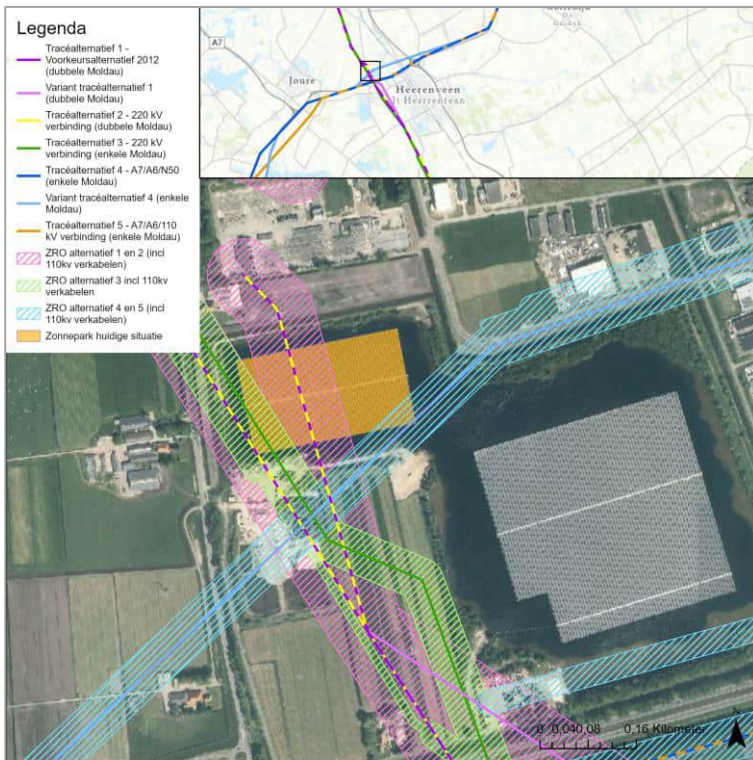 Legenda
Tracéalternatief 1 -
Voorkeursalternatief 2012
(dubbele Moldau)
Variant tracéalternatief 1
(dubbele Moldau)
Tracéalternatief 2 - 220 kV
verbinding (dubbele Moldau)
Tracéalternatief 3 - 220 kV
verbinding (enkele Moldau)
Tracéalternatief 4 - A7/A6/N50
(enkele Moldau)
Variant tracéalternatief 4 (enkele
Moldau)
Tracéalternatief 5 - A7/A6/110
kV verbinding (enkele Moldau)
ZRO alternatief 1 en 2 (incl
110kv verkabelen)
ZRO alternatief 3 incl 110kv
verkabelen
ZRO alternatief 4 en 5 (incl
110kv verkabelen)
Zonnepark huidige situatie
A7
De
Joure
Heerenveen
It Hearrenfean
0 0,040,08 0,16 Kilometer
N